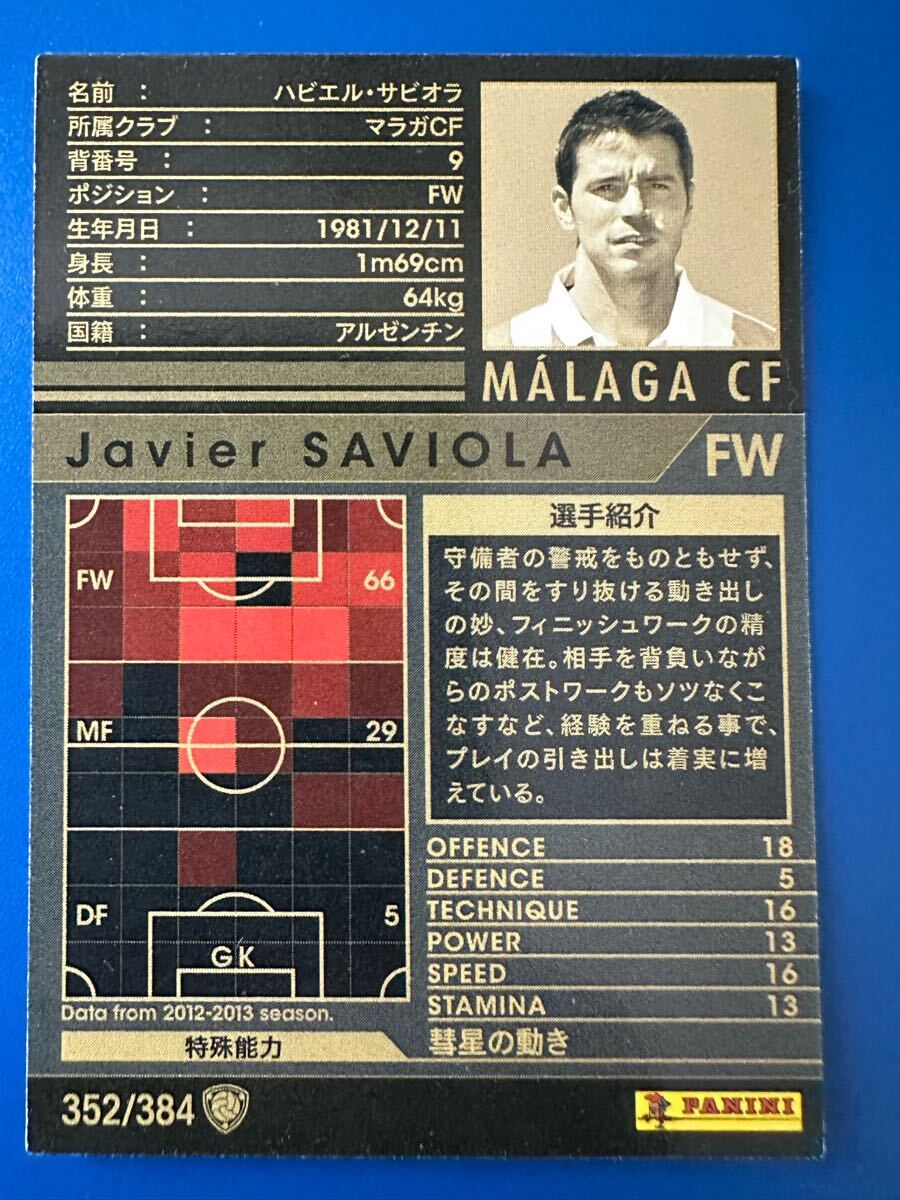 名前 : ハビエル・サビオラ
所属クラブ : マラガCF
背番号 : 9
ポジション : FW
生年月日 : 1981/12/11
身長 : 1m69cm
体重 : 64kg
国籍 : アルゼンチン
MÁLAGA CF
Javier SAVIOLA
FW
FW 66
MF 29
DF 5
GK
Data from 2012-2013 season.
選手紹介
守備者の警戒をものともせず、
その間をすり抜ける動き出し
の妙、フィニッシュワークの精
度は健在。相手を背負いなが
らのポストワークもソツなくこ
なすなど、経験を重ねる事で、
プレイの引き出しは着実に増
えている。
OFFENCE 18
DEFENCE 5
TECHNIQUE 16
POWER 13
SPEED 16
STAMINA 13
特殊能力 彗星の動き
352/384
PANINI